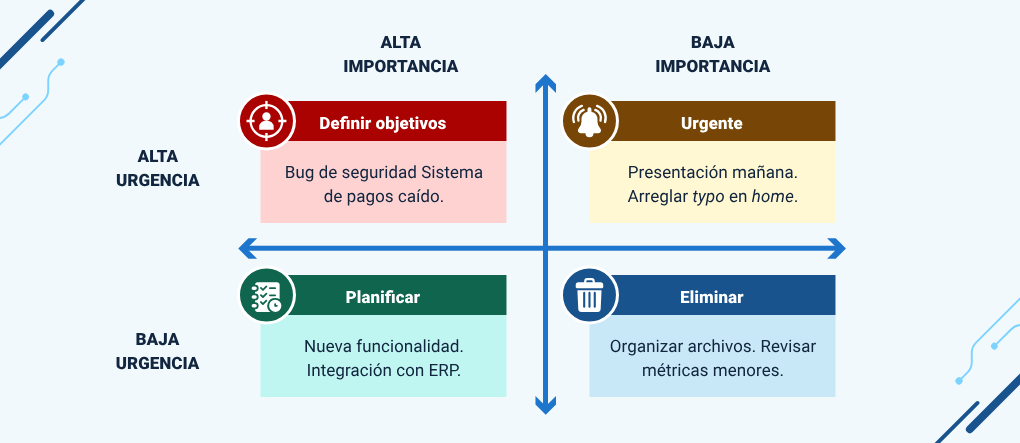 ALTA
IMPORTANCIA
BAJA
IMPORTANCIA
ALTA
URGENCIA
Definir objetivos
Bug de seguridad Sistema
de pagos caído.
Urgente
Presentación mañana.
Arreglar typo en home.
BAJA
URGENCIA
Planificar
Nueva funcionalidad.
Integración con ERP.
Eliminar
Organizar archivos. Revisar
métricas menores.